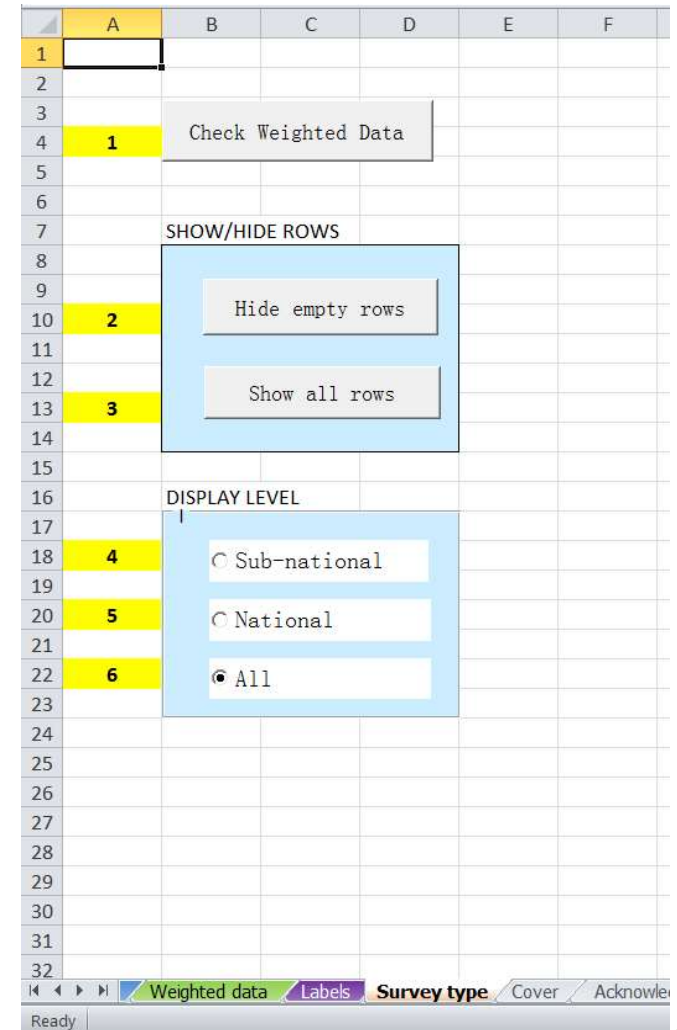 A B C D E F
1
2
3
4 1 Check Weighted Data
5
6
7 SHOW/HIDE ROWS
8
9
10 2 Hide empty rows
11
12
13 3 Show all rows
14
15
16 DISPLAY LEVEL
17
18 4 Sub-national
19
20 5 National
21
22 6 All
23
24
25
26
27
28
29
30
31
32
Weighted data Labels Survey type Cover Acknowle
Ready